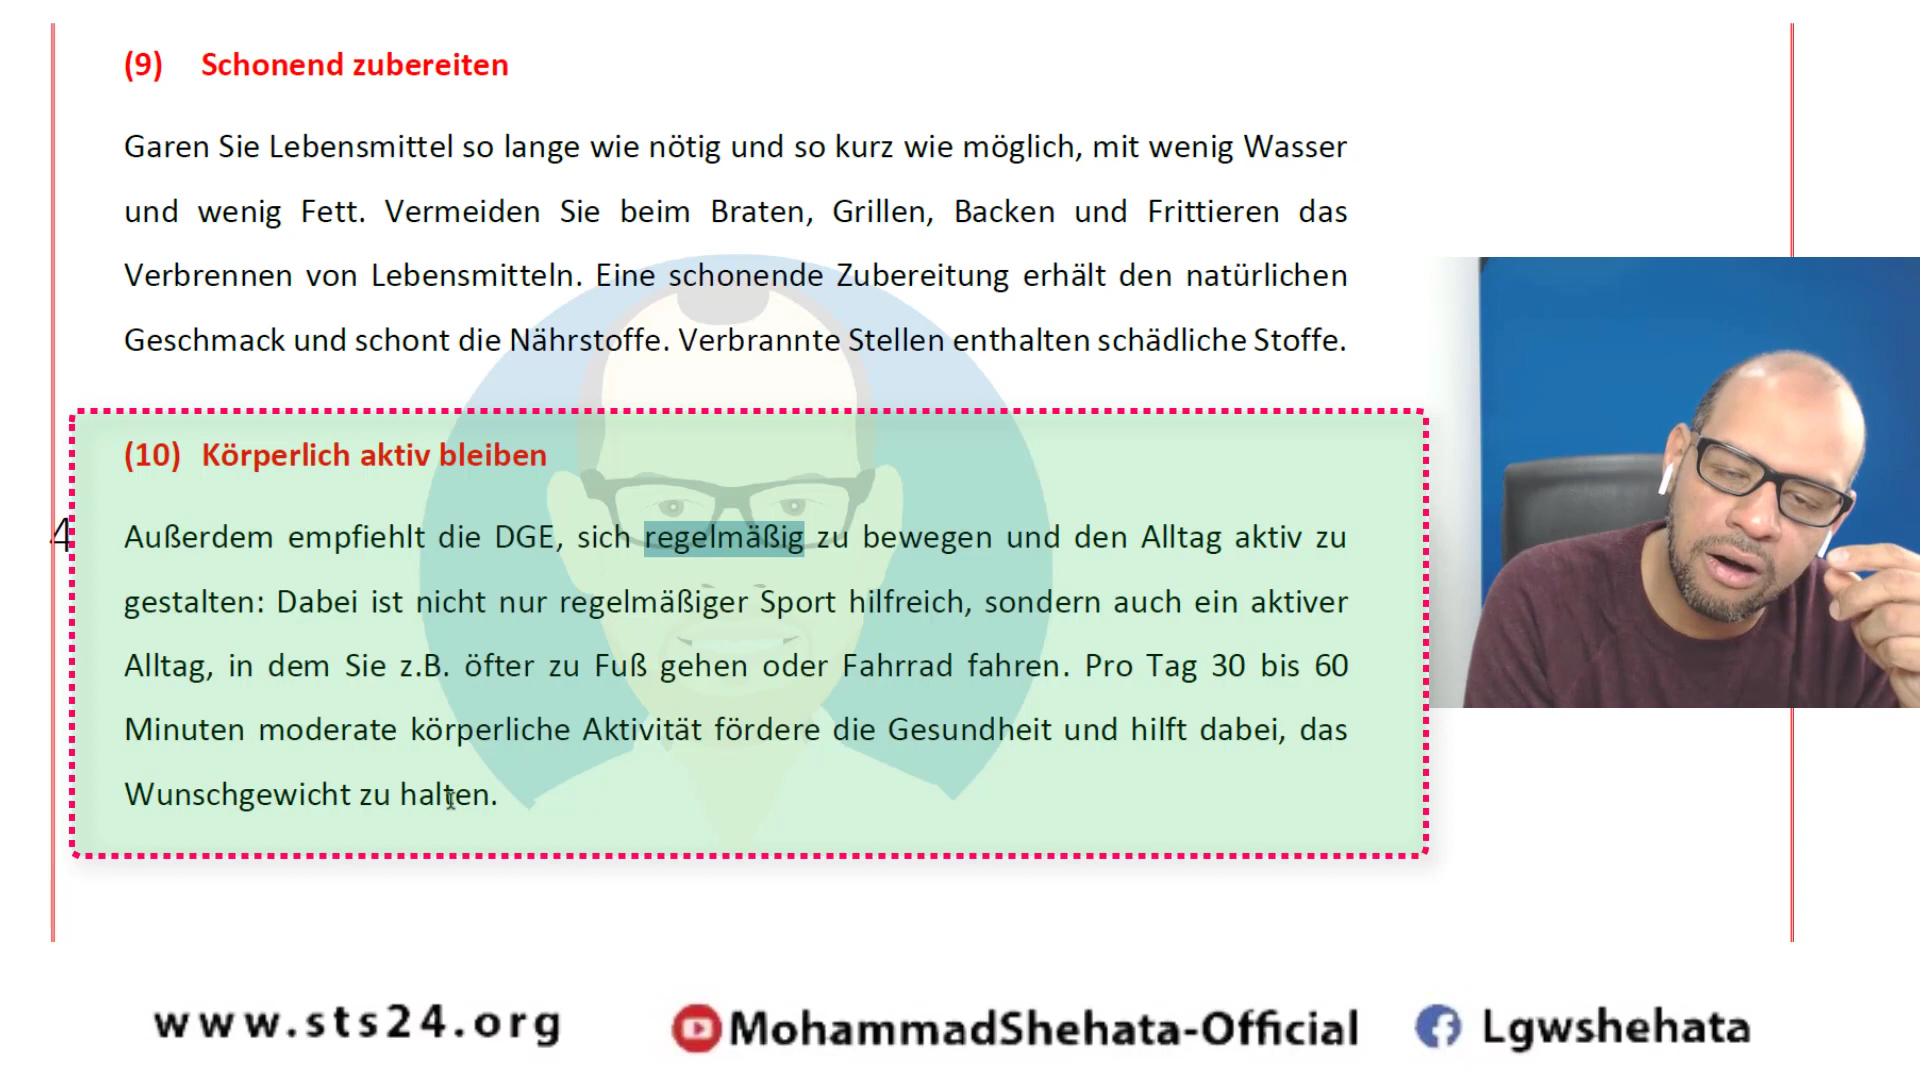 (9) Schonend zubereiten
Garen Sie Lebensmittel so lange wie nötig und so kurz wie möglich, mit wenig Wasser
und wenig Fett. Vermeiden Sie beim Braten, Grillen, Backen und Frittieren das
Verbrennen von Lebensmitteln. Eine schonende Zubereitung erhält den natürlichen
Geschmack und schont die Nährstoffe. Verbrannte Stellen enthalten schädliche Stoffe.
(10) Körperlich aktiv bleiben
4
Außerdem empfiehlt die DGE, sich regelmäßig zu bewegen und den Alltag aktiv zu
gestalten: Dabei ist nicht nur regelmäßiger Sport hilfreich, sondern auch ein aktiver
Alltag, in dem Sie z.B. öfter zu Fuß gehen oder Fahrrad fahren. Pro Tag 30 bis 60
Minuten moderate körperliche Aktivität fördere die Gesundheit und hilft dabei, das
Wunschgewicht zu halten.
www.sts24.org
MohammadShehata-Official
Lgwshehata